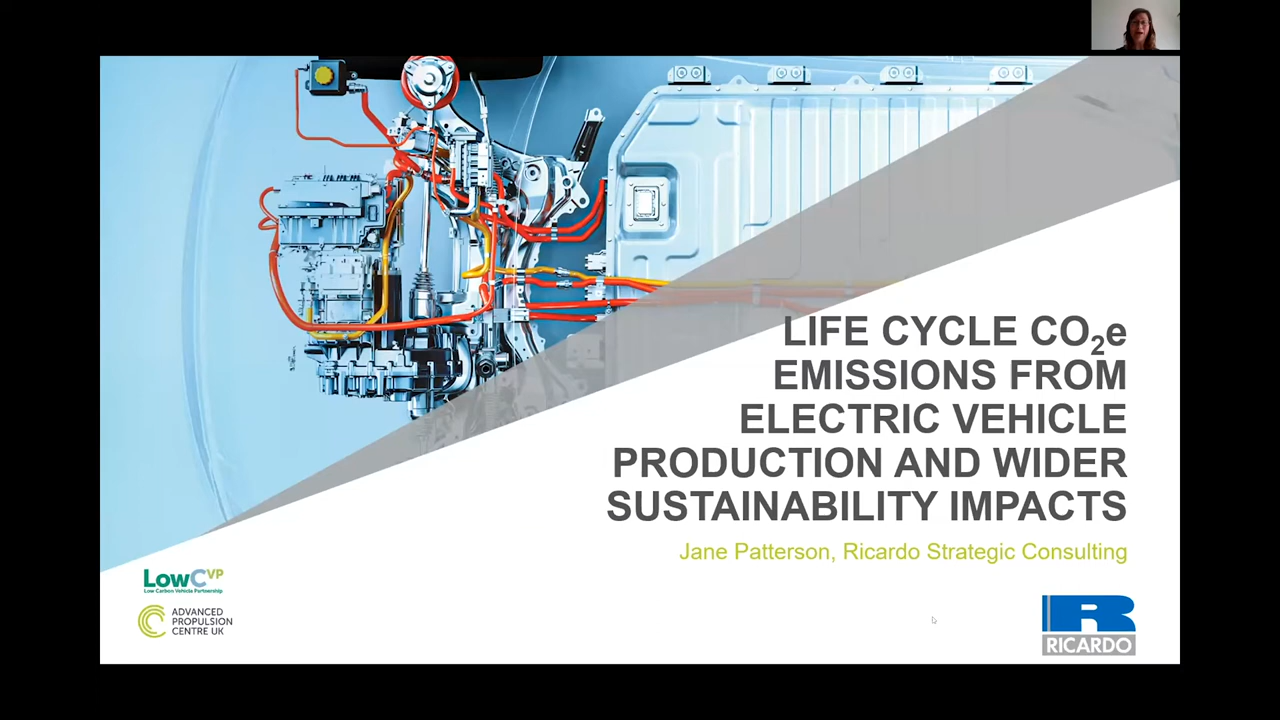 LIFE CYCLE CO₂e
EMISSIONS FROM
ELECTRIC VEHICLE
PRODUCTION AND WIDER
SUSTAINABILITY IMPACTS
Jane Patterson, Ricardo Strategic Consulting
LowCVP
Low Carbon Vehicle Partnership
ADVANCED
PROPULSION
CENTRE UK
R
RICARDO